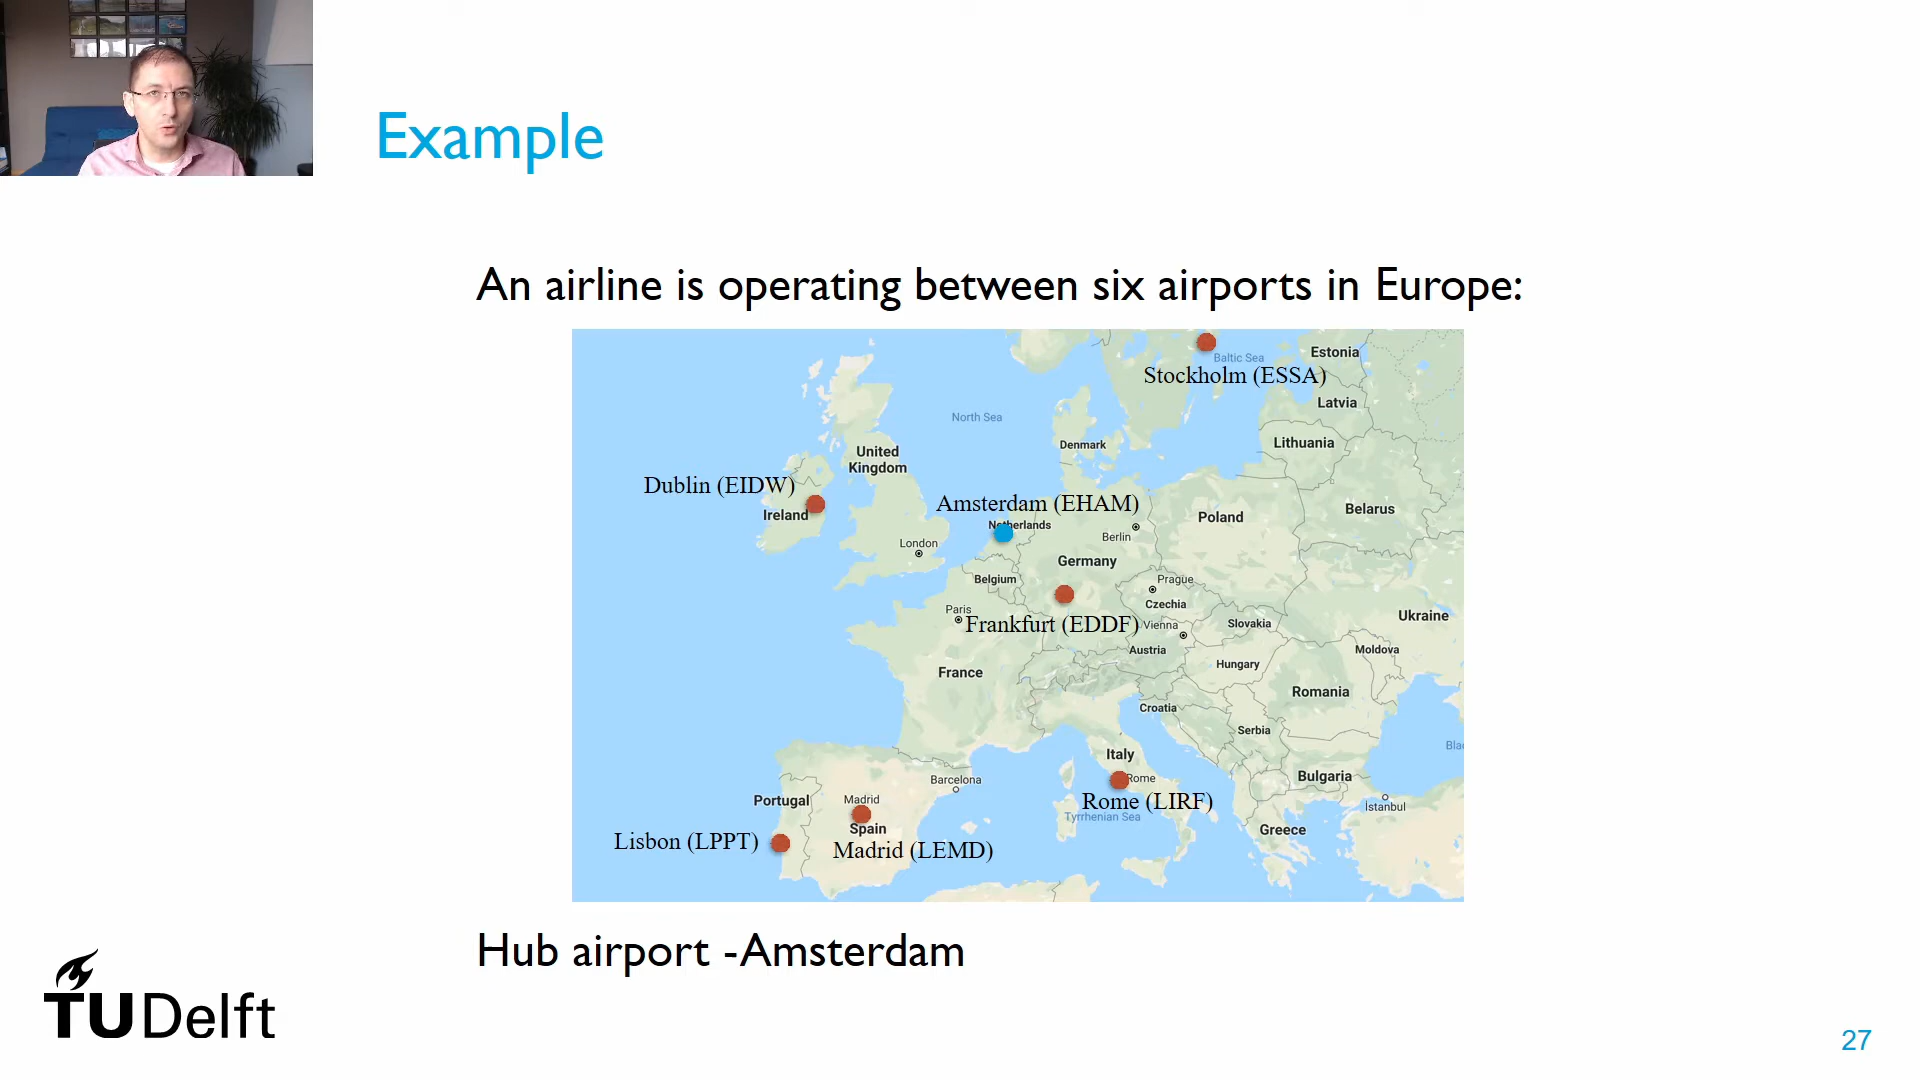 Example
An airline is operating between six airports in Europe:
Baltic Sea
Estonia
Stockholm (ESSA)
Latvia
North Sea
Denmark
Lithuania
United
Kingdom
Dublin (EIDW)
Amsterdam (EHAM)
Ireland
Netherlands
Poland
Belarus
Berlin
London
Germany
Belgium
Prague
Czechia
Paris
Frankfurt (EDDF)
Vienna
Slovakia
Ukraine
Austria
Moldova
Hungary
France
Romania
Croatia
Serbia
Italy
Barcelona
Rome
Bulgaria
Portugal
Madrid
Rome (LIRF)
Istanbul
Tyrrhenian Sea
Spain
Greece
Lisbon (LPPT)
Madrid (LEMD)
Hub airport -Amsterdam
TUDelft
27